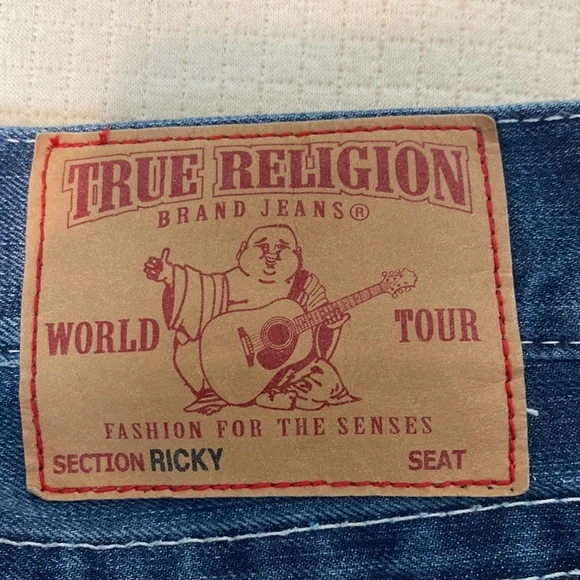 TRUE RELIGION
BRAND JEANS®
WORLD TOUR
FASHION FOR THE SENSES
SECTION RICKY SEAT